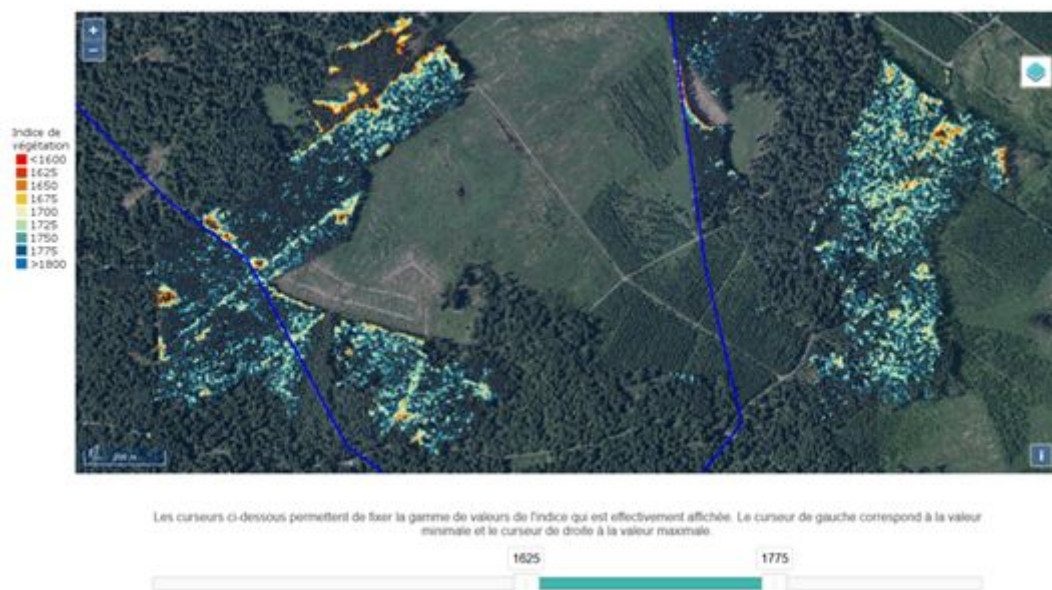 +
−
Indice de
végétation
<1600
1625
1650
1675
1700
1725
1750
1775
>1800
200 m
i
Les curseurs ci-dessous permettent de fixer la gamme de valeurs de l'indice qui est effectivement affichée. Le curseur de gauche correspond à la valeur
minimale et le curseur de droite à la valeur maximale.
1625
1775